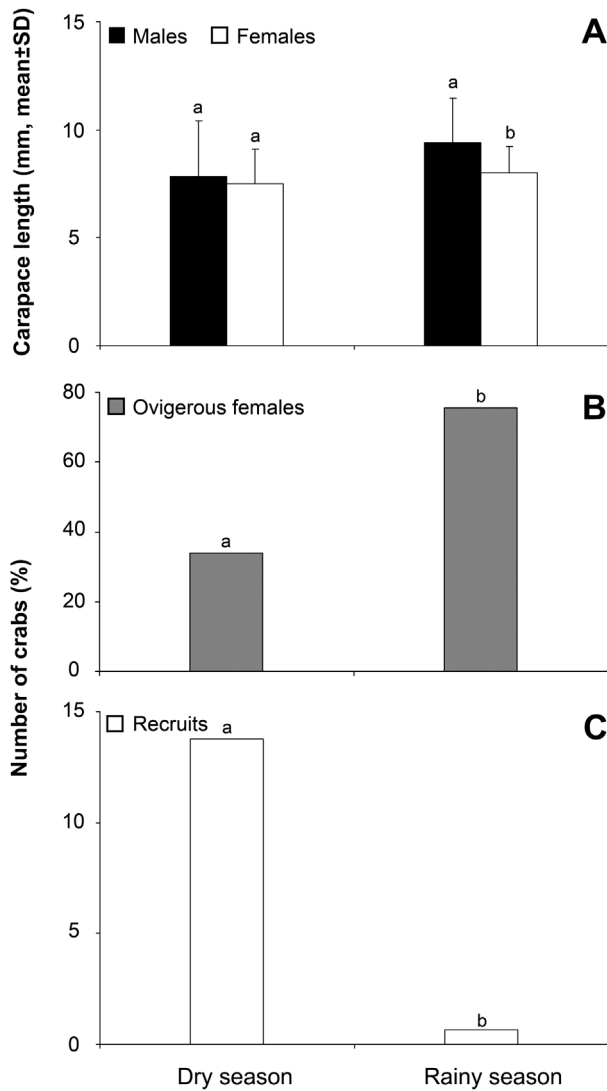 Carapace length (mm, mean±SD)
15
10
5
0
Males Females
A
a
a
a
b
Number of crabs (%)
80
60
40
20
0
Ovigerous females
B
a
b
15
10
5
0
Recruits
C
a
b
Dry season Rainy season